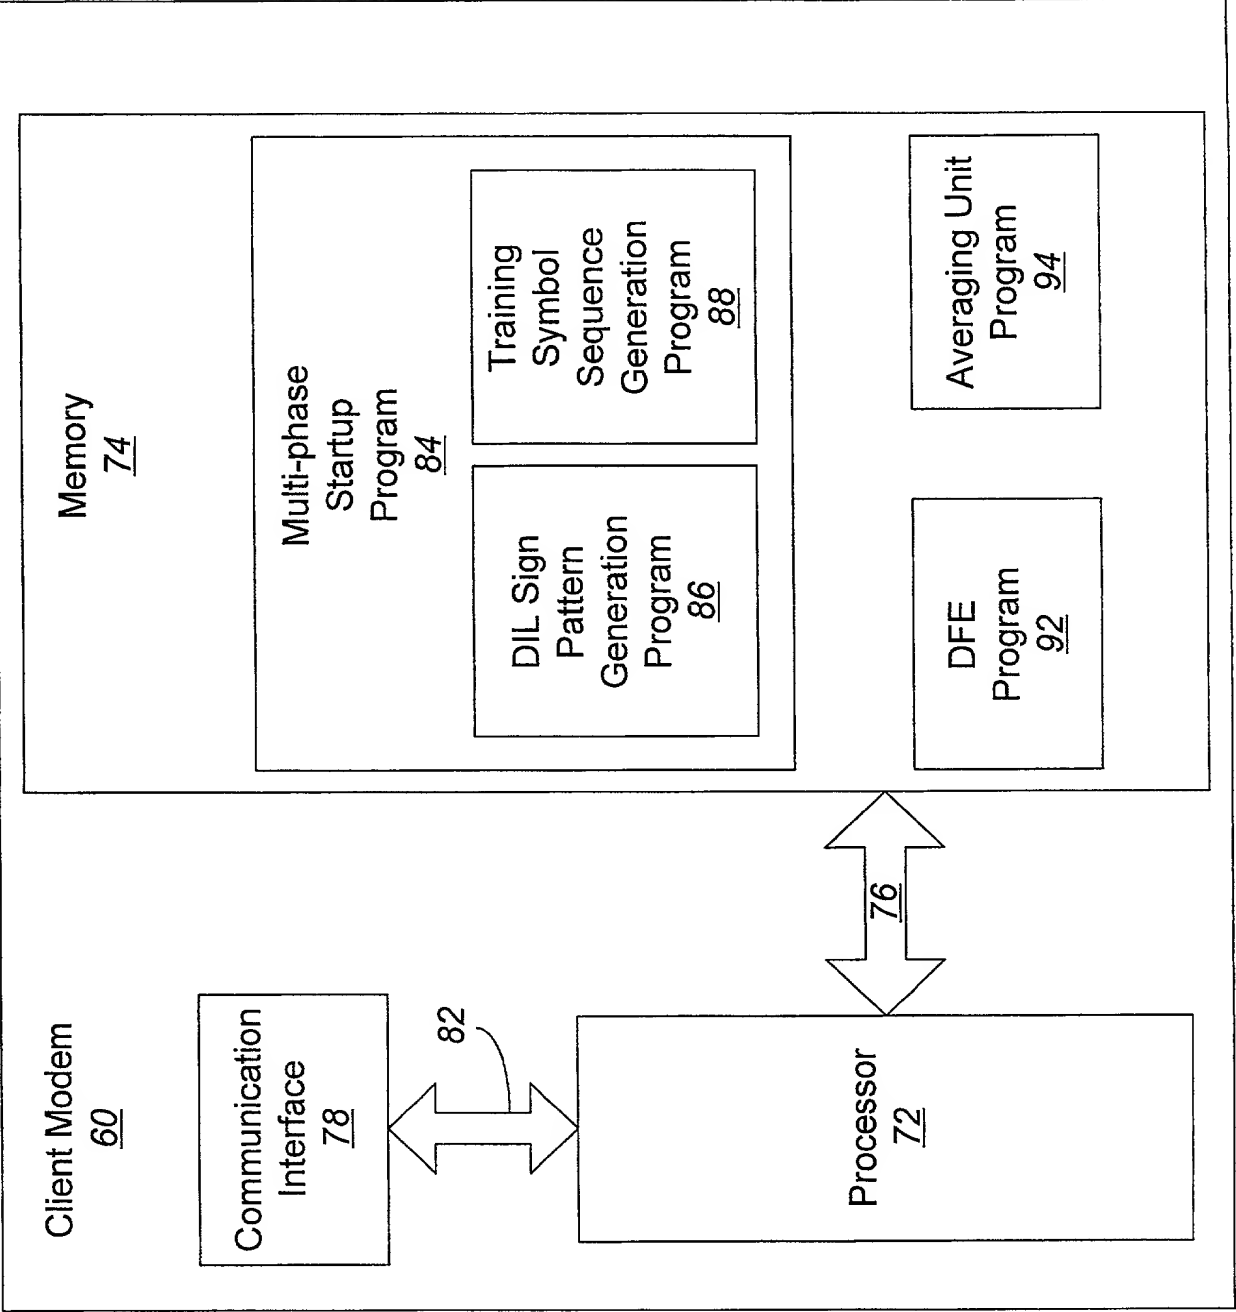 Client Modem
60
Communication
Interface
78
82
Processor
72
76
Memory
74
Multi-phase
Startup
Program
84
DIL Sign
Pattern
Generation
Program
86
Training
Symbol
Sequence
Generation
Program
88
DFE
Program
92
Averaging Unit
Program
94